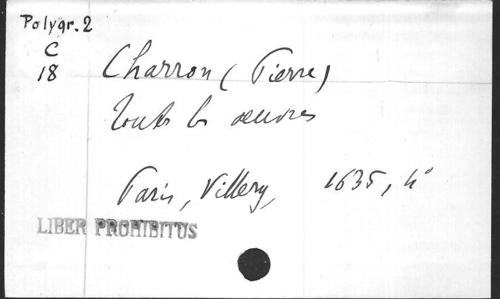 Polygr. 2
C
18
Charron (Pierre)
Toutes les oeuvres
Paris, Villery, 1635, 4°
LIBER PROHIBITUS